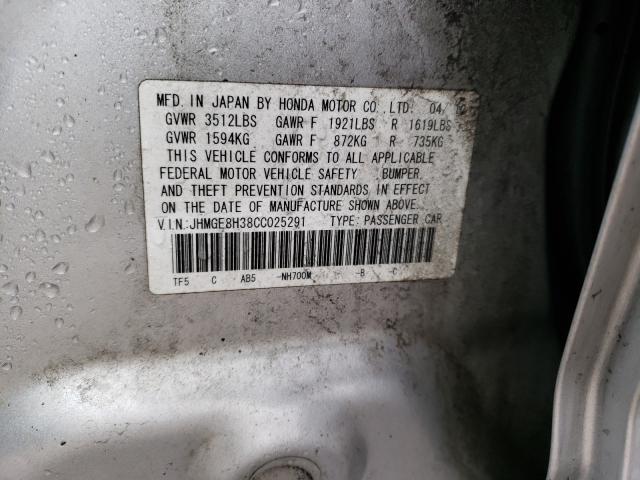 MFD. IN JAPAN BY HONDA MOTOR CO., LTD. 04/
GVWR 3512LBS GAWR F 1921LBS R 1619LBS
GVWR 1594KG GAWR F 872KG R 735KG
THIS VEHICLE CONFORMS TO ALL APPLICABLE
FEDERAL MOTOR VEHICLE SAFETY BUMPER,
AND THEFT PREVENTION STANDARDS IN EFFECT
ON THE DATE OF MANUFACTURE SHOWN ABOVE.
V.I.N.:JHMGE8H38CC025291 TYPE: PASSENGER CAR
TF5 C AB5 -NH700M -B -C